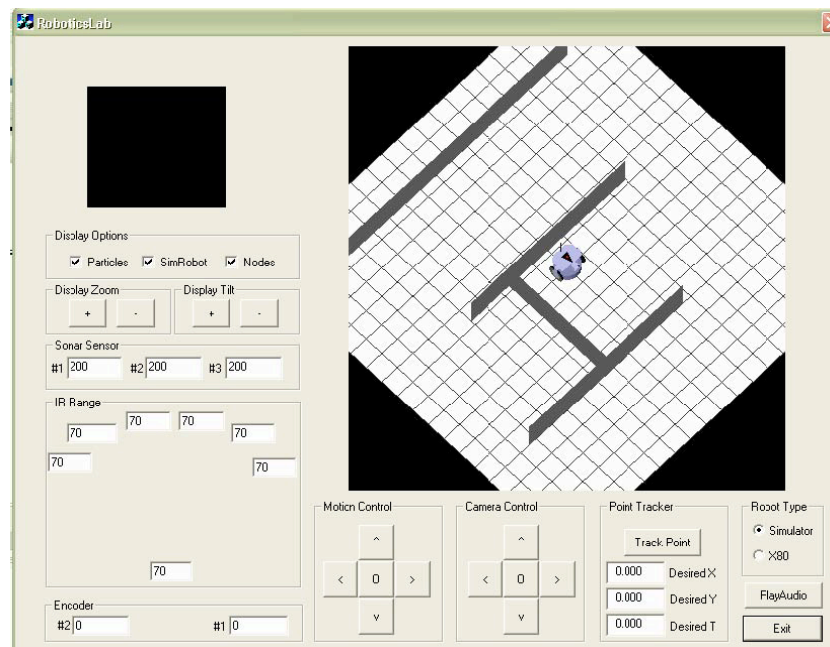 RoboticsLab
Display Options
Particles SimRobot Nodes
Display Zoom Display Tilt
+ - + -
Sonar Sensor
#1 200 #2 200 #3 200
IR Range
70 70 70 70
70 70
70
Encoder
#2 0 #1 0
Motion Control
^
< 0 >
v
Camera Control
^
< 0 >
v
Point Tracker
Track Point
0.000 Desired X
0.000 Desired Y
0.000 Desired T
Robot Type
Simulator
X80
PlayAudio
Exit